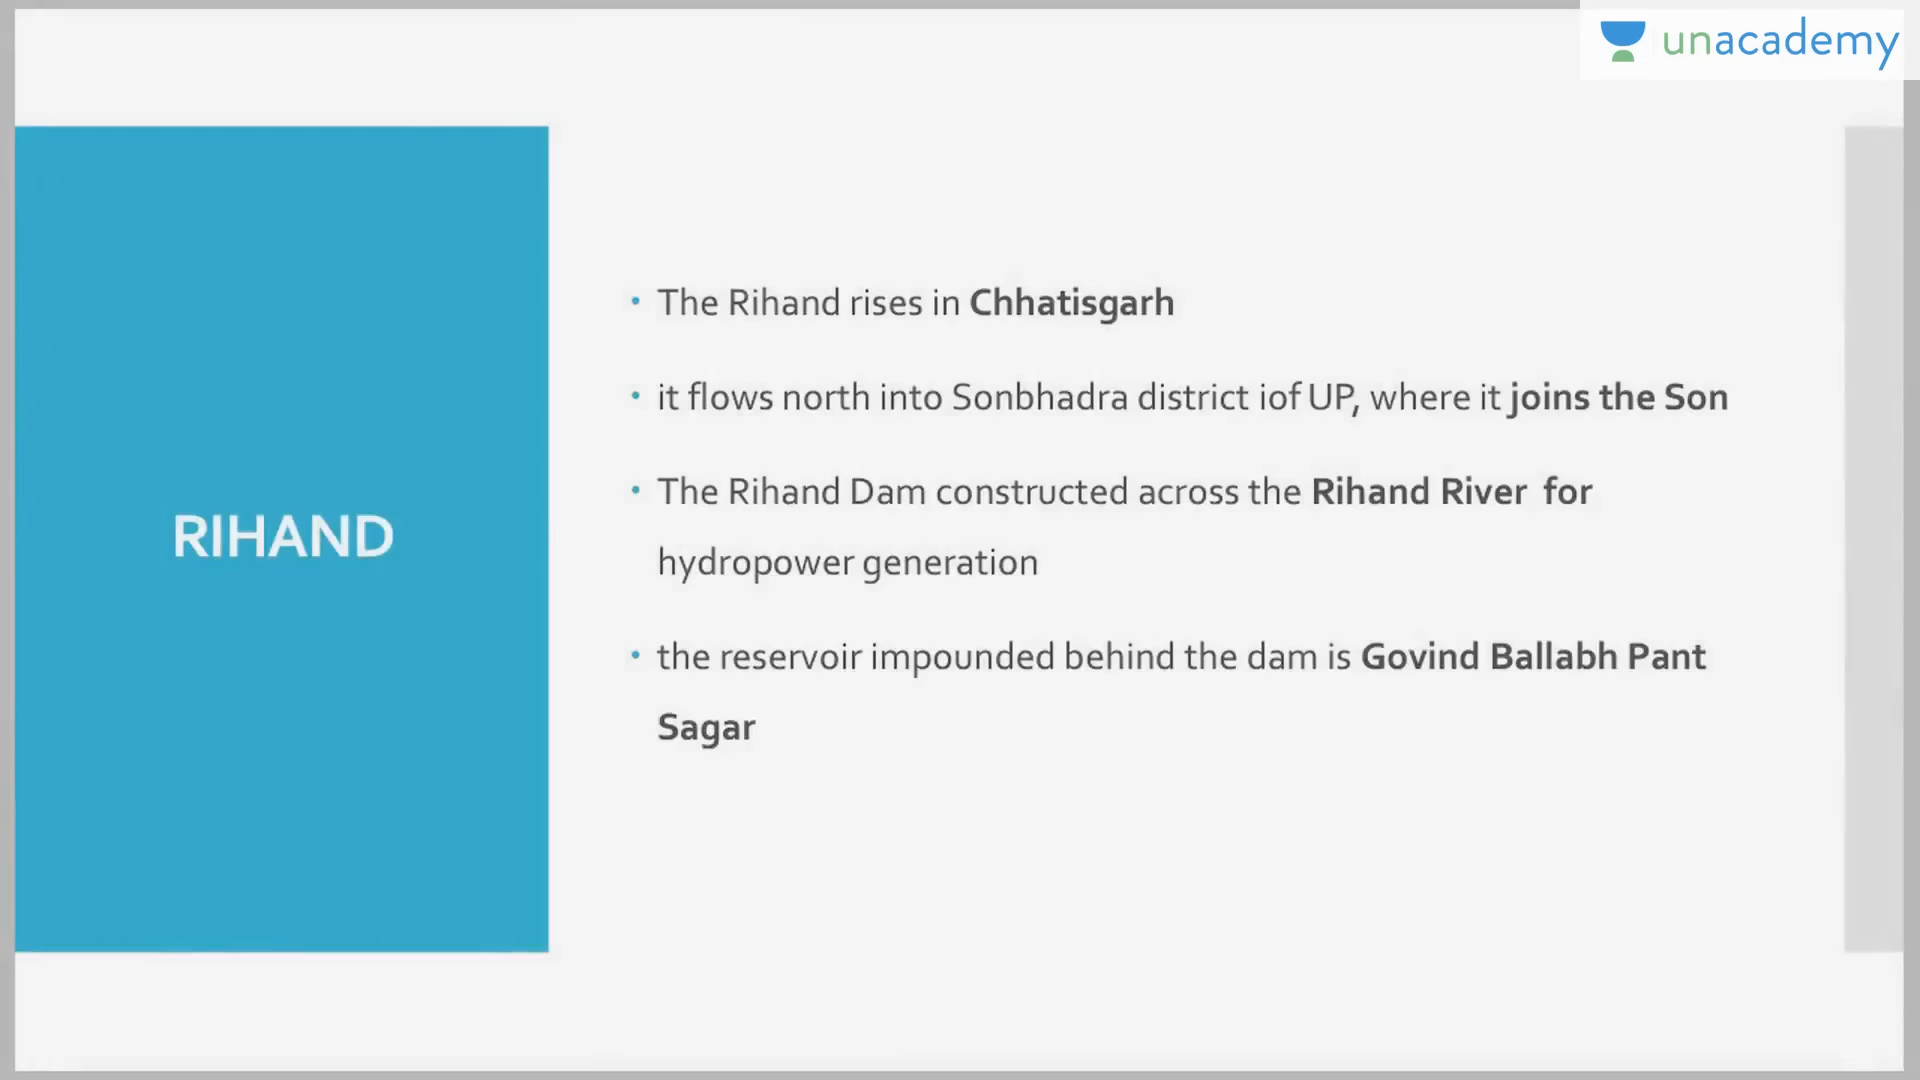 unacademy
RIHAND
• The Rihand rises in Chhatisgarh
• it flows north into Sonbhadra district iof UP, where it joins the Son
• The Rihand Dam constructed across the Rihand River for
hydropower generation
• the reservoir impounded behind the dam is Govind Ballabh Pant
Sagar